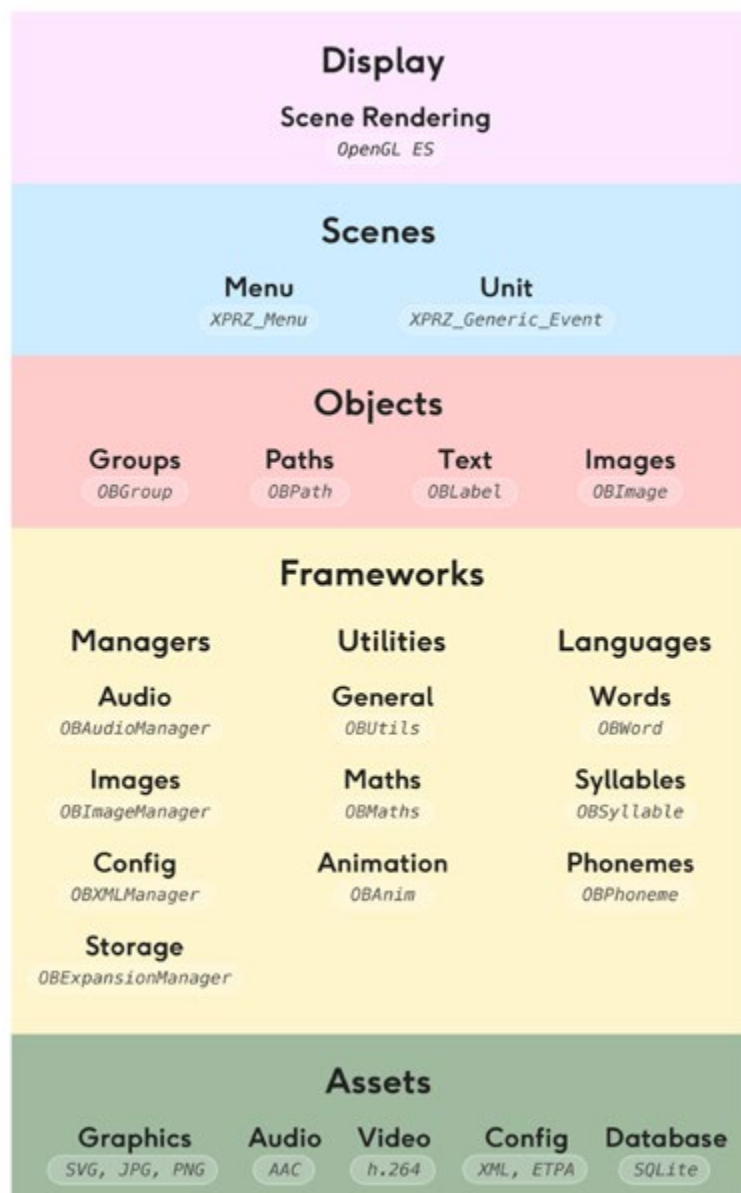 Display
Scene Rendering
OpenGL ES
Scenes
Menu Unit
XPRZ_Menu XPRZ_Generic_Event
Objects
Groups Paths Text Images
OBGroup OBPath OBLabel OBImage
Frameworks
Managers Utilities Languages
Audio General Words
OBAudioManager OBUtils OBWord
Images Maths Syllables
OBImageManager OBMaths OBSyllable
Config Animation Phonemes
OBXMLManager OBAnim OBPhoneme
Storage
OBExpansionManager
Assets
Graphics Audio Video Config Database
SVG, JPG, PNG AAC h.264 XML, ETPA SQLite